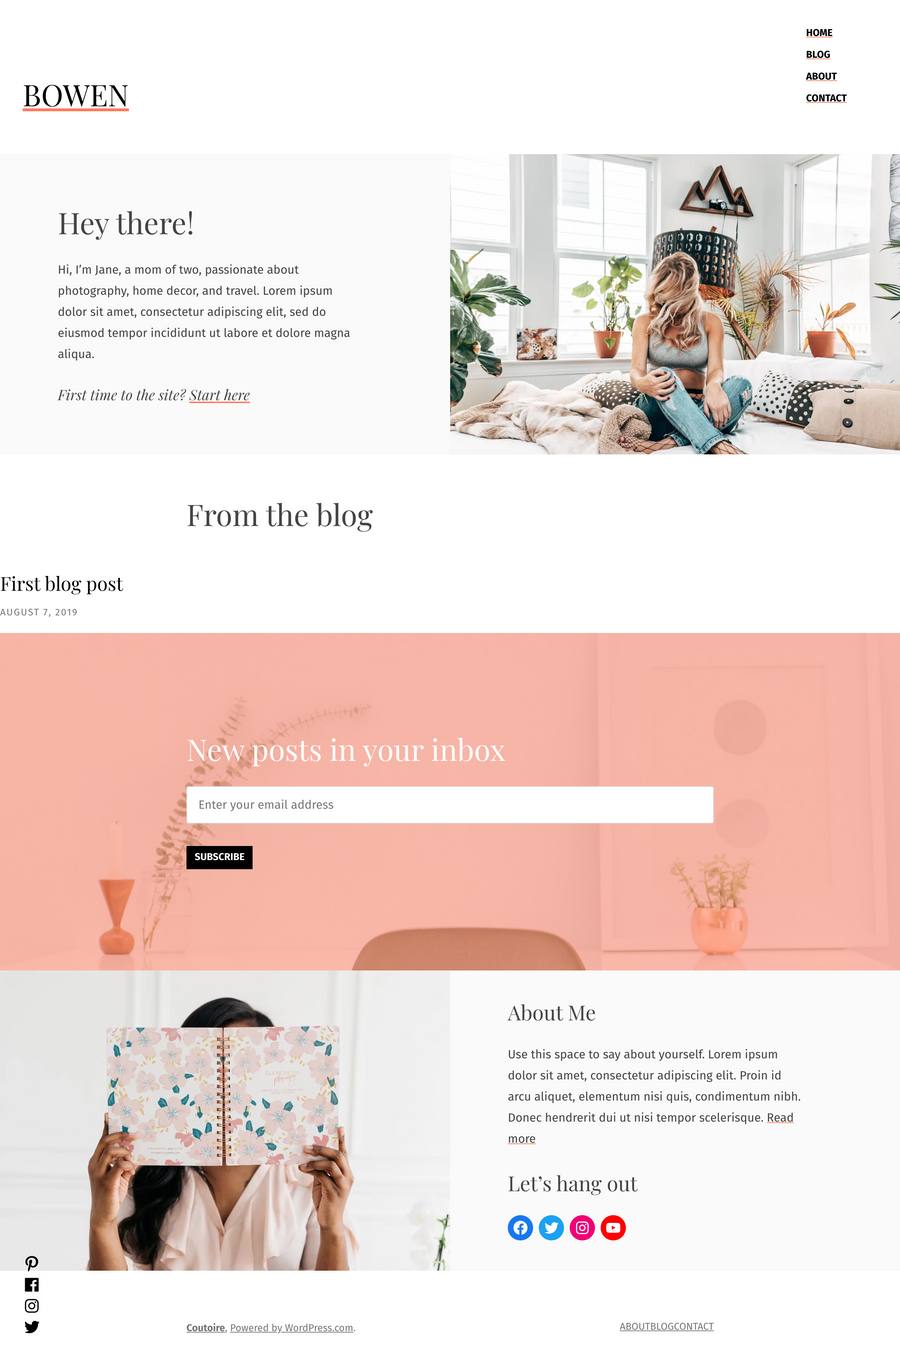 HOME
BLOG
ABOUT
CONTACT
BOWEN
Hey there!
Hi, I’m Jane, a mom of two, passionate about
photography, home decor, and travel. Lorem ipsum
dolor sit amet, consectetur adipiscing elit, sed do
eiusmod tempor incididunt ut labore et dolore magna
aliqua.
First time to the site? Start here
From the blog
First blog post
AUGUST 7, 2019
New posts in your inbox
Enter your email address
SUBSCRIBE
About Me
Use this space to say about yourself. Lorem ipsum
dolor sit amet, consectetur adipiscing elit. Proin id
arcu aliquet, elementum nisi quis, condimentum nibh.
Donec hendrerit dui ut nisi tempor scelerisque. Read
more
Let’s hang out
Coutoire, Powered by WordPress.com.
ABOUTBLOGCONTACT